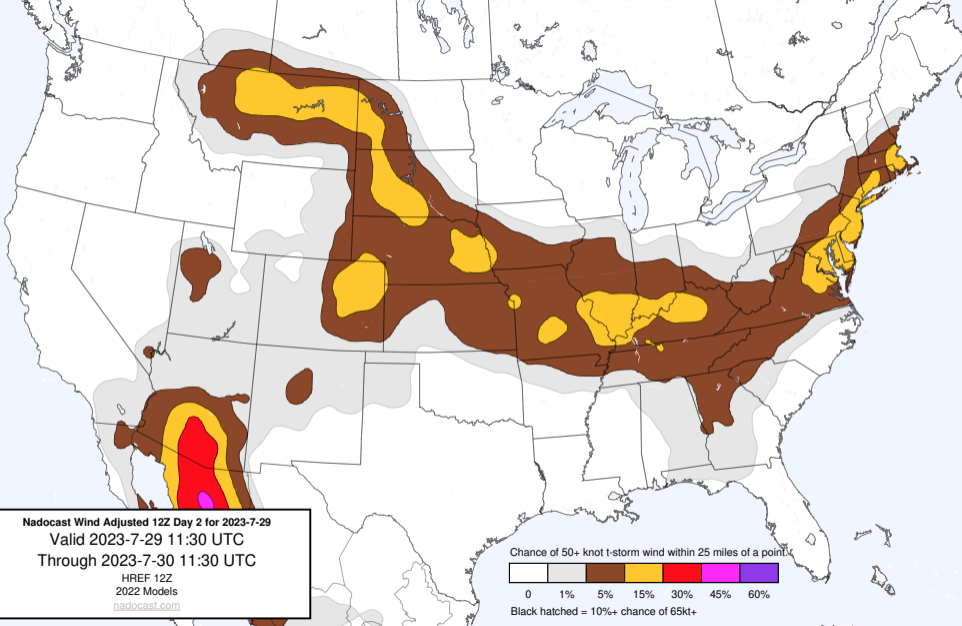 Nadocast Wind Adjusted 12Z Day 2 for 2023-7-29
Valid 2023-7-29 11:30 UTC
Through 2023-7-30 11:30 UTC
HREF 12Z
2022 Models
nadocast.com
Chance of 50+ knot t-storm wind within 25 miles of a point.
0 1% 5% 15% 30% 45% 60%
Black hatched = 10%+ chance of 65kt+